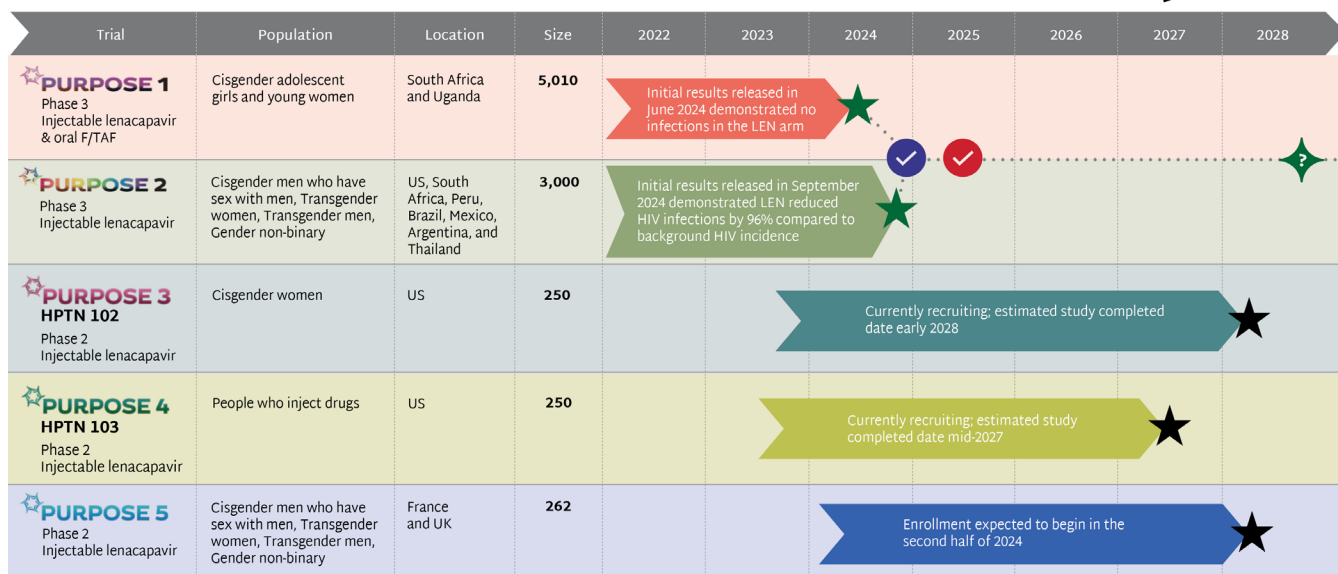 Trial Population Location Size 2022 2023 2024 2025 2026 2027 2028
PURPOSE 1
Phase 3
Injectable lenacapavir
& oral F/TAF
Cisgender adolescent
girls and young women
South Africa
and Uganda
5,010
Initial results released in
June 2024 demonstrated no
infections in the LEN arm
?
PURPOSE 2
Phase 3
Injectable lenacapavir
Cisgender men who have
sex with men, Transgender
women, Transgender men,
Gender non-binary
US, South
Africa, Peru,
Brazil, Mexico,
Argentina, and
Thailand
3,000
Initial results released in September
2024 demonstrated LEN reduced
HIV infections by 96% compared to
background HIV incidence
PURPOSE 3
HPTN 102
Phase 2
Injectable lenacapavir
Cisgender women
US
250
Currently recruiting; estimated study completed
date early 2028
PURPOSE 4
HPTN 103
Phase 2
Injectable lenacapavir
People who inject drugs
US
250
Currently recruiting; estimated study
completed date mid-2027
PURPOSE 5
Phase 2
Injectable lenacapavir
Cisgender men who have
sex with men, Transgender
women, Transgender men,
Gender non-binary
France
and UK
262
Enrollment expected to begin in the
second half of 2024